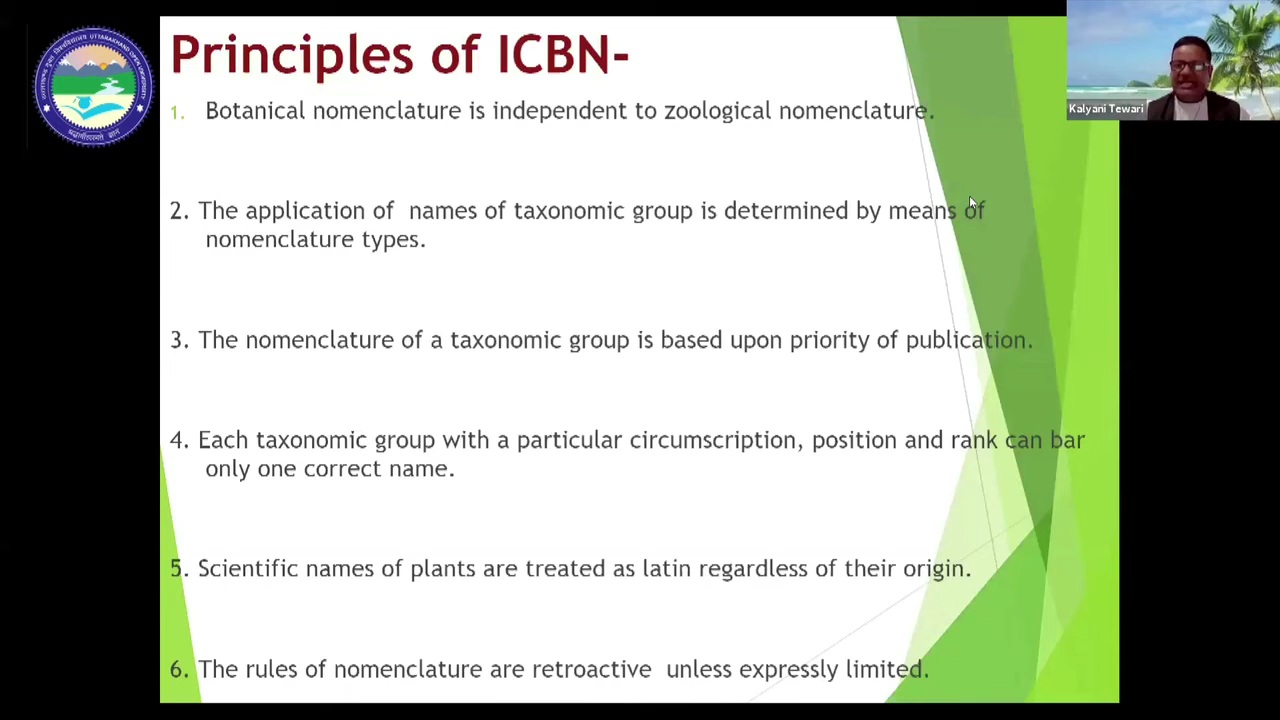 Principles of ICBN-
1. Botanical nomenclature is independent to zoological nomenclature.
2. The application of names of taxonomic group is determined by means of
nomenclature types.
3. The nomenclature of a taxonomic group is based upon priority of publication.
4. Each taxonomic group with a particular circumscription, position and rank can bar
only one correct name.
5. Scientific names of plants are treated as latin regardless of their origin.
6. The rules of nomenclature are retroactive unless expressly limited.
Kalyani Tewari
UTTARAKHAND OPEN UNIVERSITY